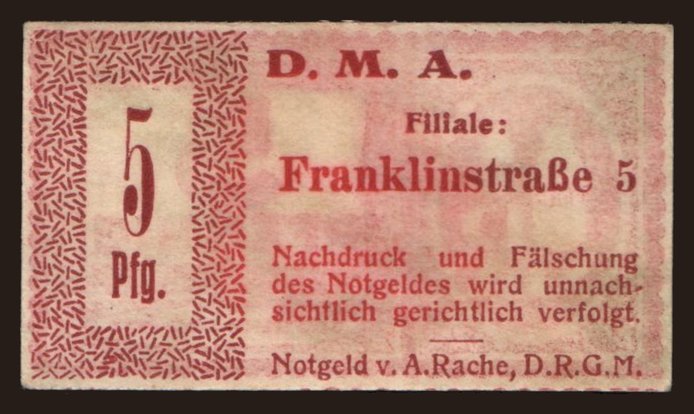 D. M. A.
Filiale:
Franklinstraße 5
5
Pfg.
Nachdruck und Fälschung
des Notgeldes wird unnach-
sichtlich gerichtlich verfolgt.
Notgeld v. A. Rache, D.R.G.M.